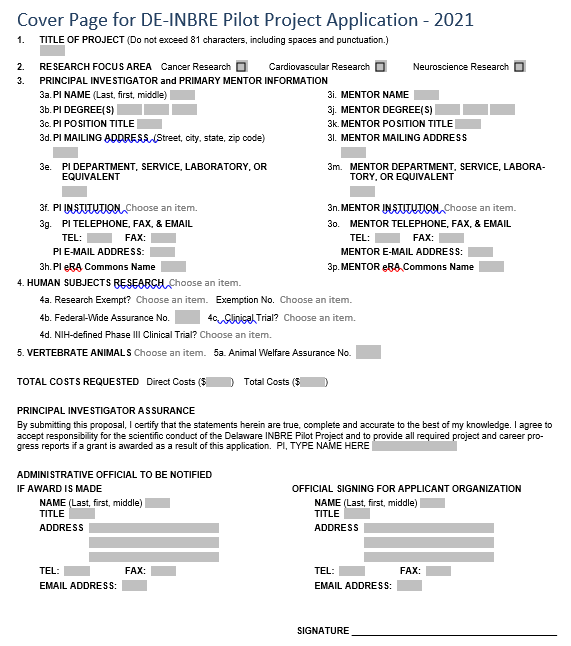 Cover Page for DE-INBRE Pilot Project Application - 2021
1. TITLE OF PROJECT (Do not exceed 81 characters, including spaces and punctuation.)
2. RESEARCH FOCUS AREA Cancer Research Cardiovascular Research Neuroscience Research
3. PRINCIPAL INVESTIGATOR and PRIMARY MENTOR INFORMATION
3a. PI NAME (Last, first, middle) 3i. MENTOR NAME
3b. PI DEGREE(S) 3j. MENTOR DEGREE(S)
3c. PI POSITION TITLE 3k. MENTOR POSITION TITLE
3d. PI MAILING ADDRESS (Street, city, state, zip code) 3l. MENTOR MAILING ADDRESS
3e. PI DEPARTMENT, SERVICE, LABORATORY, OR 3m. MENTOR DEPARTMENT, SERVICE, LABORA-
EQUIVALENT TORY, OR EQUIVALENT
3f. PI INSTITUTION Choose an item. 3n. MENTOR INSTITUTION Choose an item.
3g. PI TELEPHONE, FAX, & EMAIL 3o. MENTOR TELEPHONE, FAX, & EMAIL
TEL: FAX: TEL: FAX:
PI E-MAIL ADDRESS: MENTOR E-MAIL ADDRESS:
3h. PI eRA Commons Name 3p. MENTOR eRA Commons Name
4. HUMAN SUBJECTS RESEARCH Choose an item.
4a. Research Exempt? Choose an item. Exemption No. Choose an item.
4b. Federal-Wide Assurance No. 4c. Clinical Trial? Choose an item.
4d. NIH-defined Phase III Clinical Trial? Choose an item.
5. VERTEBRATE ANIMALS Choose an item. 5a. Animal Welfare Assurance No.
TOTAL COSTS REQUESTED Direct Costs ($ ) Total Costs ($ )
PRINCIPAL INVESTIGATOR ASSURANCE
By submitting this proposal, I certify that the statements herein are true, complete and accurate to the best of my knowledge. I agree to
accept responsibility for the scientific conduct of the Delaware INBRE Pilot Project and to provide all required project and career pro-
gress reports if a grant is awarded as a result of this application. PI, TYPE NAME HERE
ADMINISTRATIVE OFFICIAL TO BE NOTIFIED
IF AWARD IS MADE OFFICIAL SIGNING FOR APPLICANT ORGANIZATION
NAME (Last, first, middle) NAME (Last, first, middle)
TITLE TITLE
ADDRESS ADDRESS
TEL: FAX: TEL: FAX:
EMAIL ADDRESS: EMAIL ADDRESS:
SIGNATURE